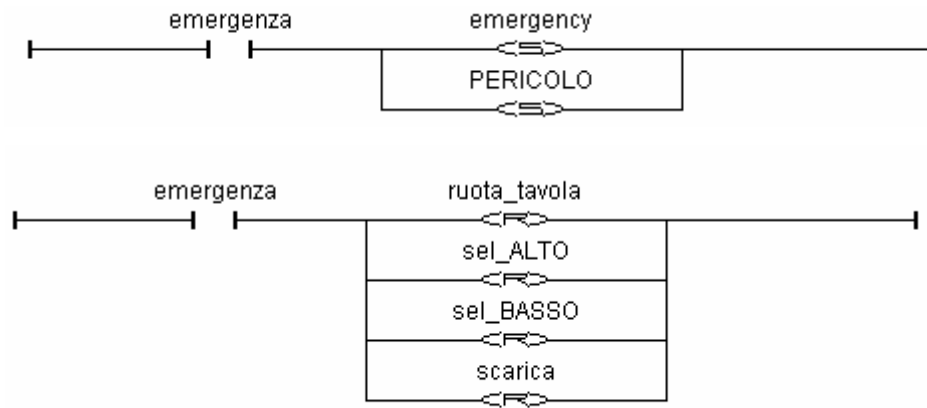 emergenza emergency
S
PERICOLO
S
emergenza ruota_tavola
R
sel_ALTO
R
sel_BASSO
R
scarica
R